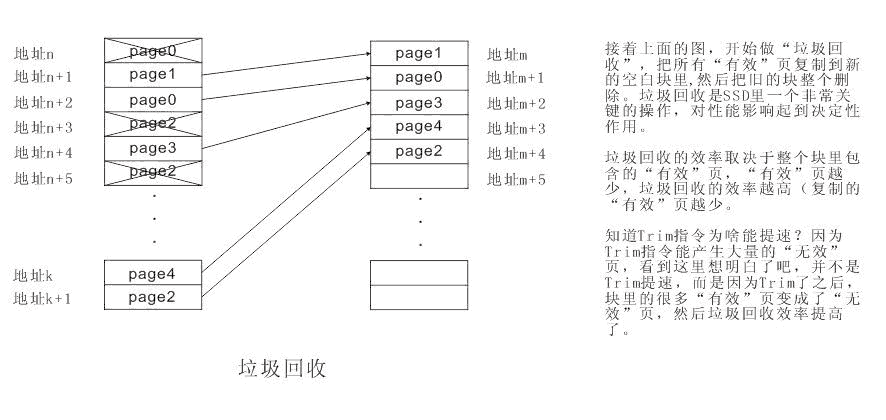 地址n page0 page1 地址m
地址n+1 page1 page0 地址m+1
地址n+2 page0 page3 地址m+2
地址n+3 page2 page4 地址m+3
地址n+4 page3 page2 地址m+4
地址n+5 page2 地址m+5
地址k page4
地址k+1 page2
垃圾回收
接着上面的图，开始做“垃圾回
收”，把所有“有效”页复制到新
的空白块里,然后把旧的块整个删
除。垃圾回收是SSD里一个非常关
键的操作，对性能影响起到决定性
作用。
垃圾回收的效率取决于整个块里包
含的“有效”页，“有效”页越
少，垃圾回收的效率越高（复制的
“有效”页越少。
知道Trim指令为啥能提速？因为
Trim指令能产生大量的“无效”
页，看到这里想明白了吧，并不是
Trim提速，而是因为Trim了之后，
块里的很多“有效”页变成了“无
效”页，然后垃圾回收效率提高
了。